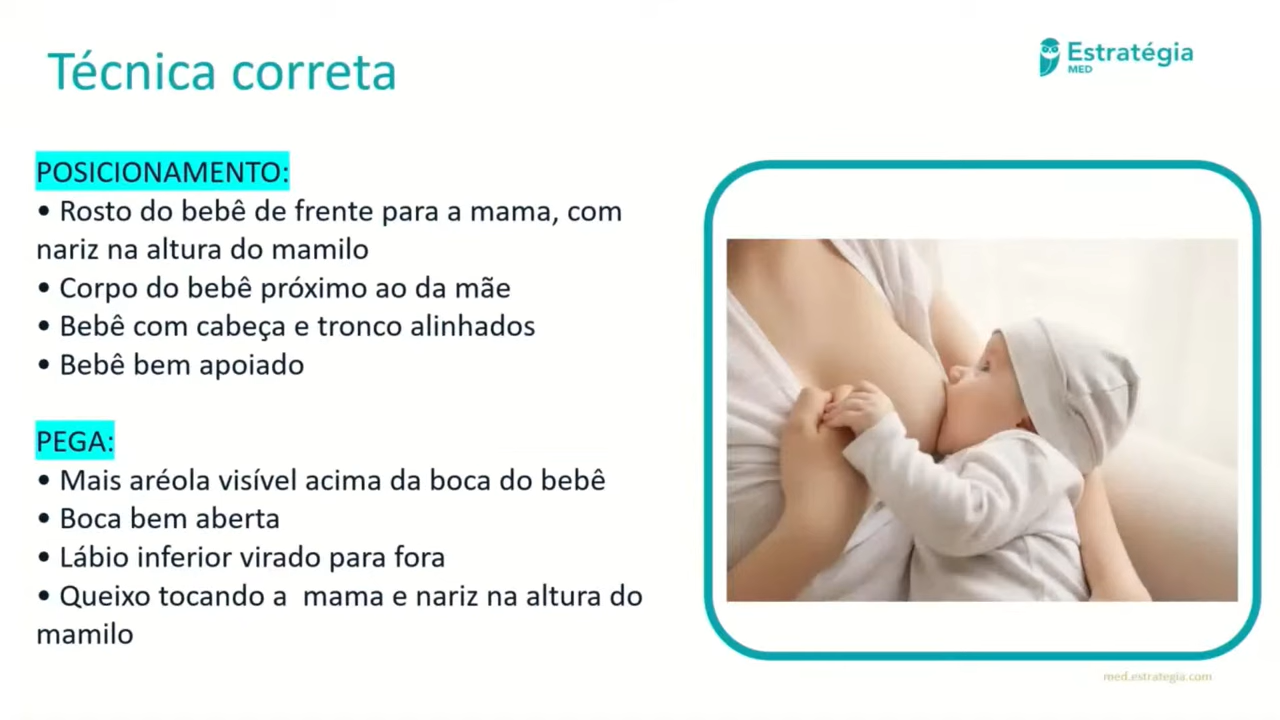 Técnica correta
Estratégia
MED
POSICIONAMENTO:
• Rosto do bebê de frente para a mama, com
nariz na altura do mamilo
• Corpo do bebê próximo ao da mãe
• Bebê com cabeça e tronco alinhados
• Bebê bem apoiado
PEGA:
• Mais aréola visível acima da boca do bebê
• Boca bem aberta
• Lábio inferior virado para fora
• Queixo tocando a  mama e nariz na altura do
mamilo
med.estrategia.com